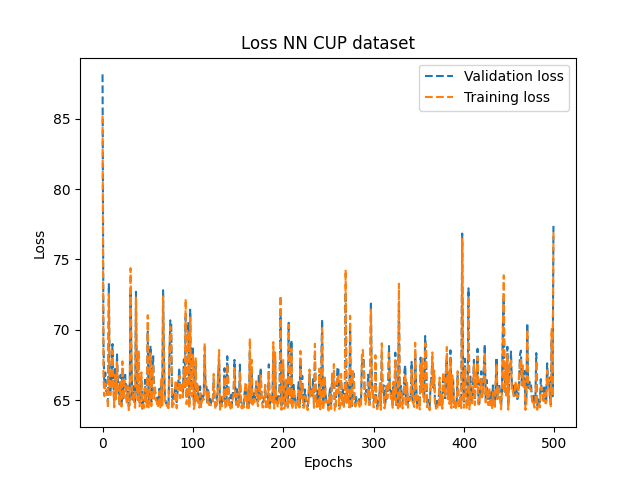 Loss NN CUP dataset
Validation loss
Training loss
85
80
75
70
65
Loss
0 100 200 300 400 500
Epochs